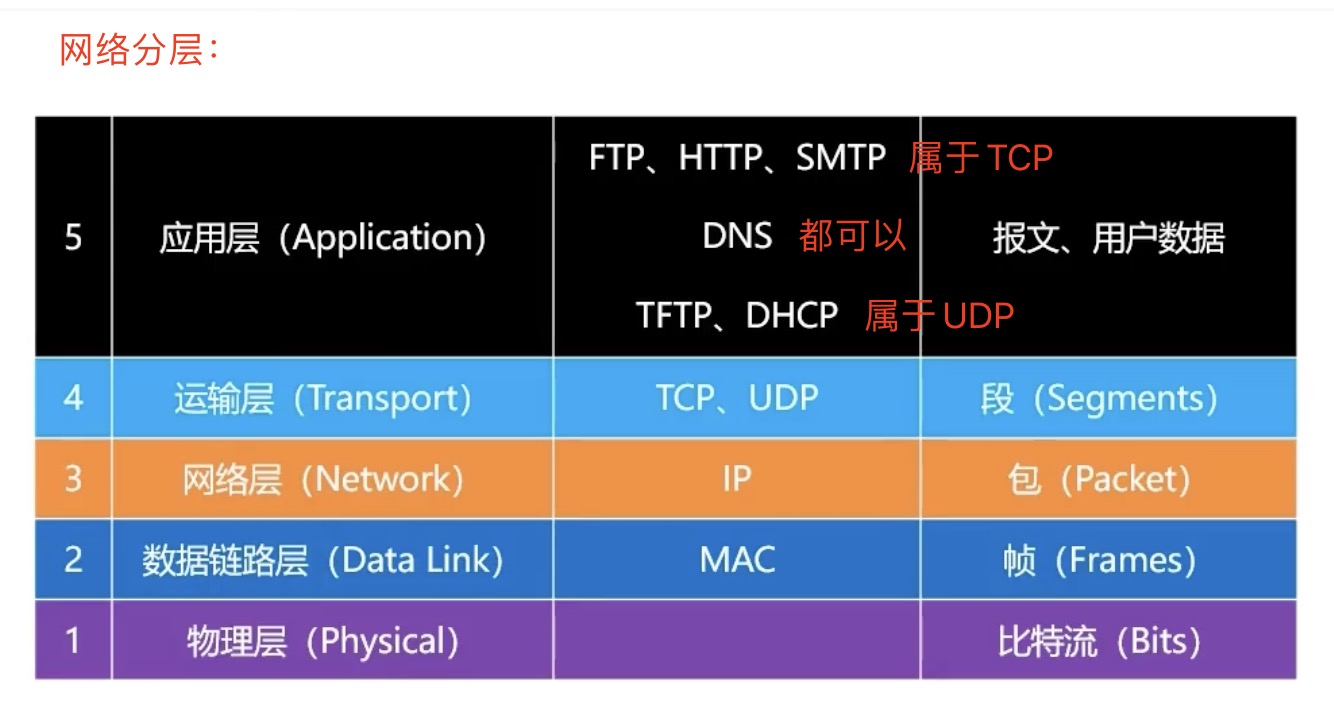 网络分层：
FTP、HTTP、SMTP 属于 TCP
5 应用层（Application） DNS 都可以 报文、用户数据
TFTP、DHCP 属于 UDP
4 运输层（Transport） TCP、UDP 段（Segments）
3 网络层（Network） IP 包（Packet）
2 数据链路层（Data Link） MAC 帧（Frames）
1 物理层（Physical） 比特流（Bits）